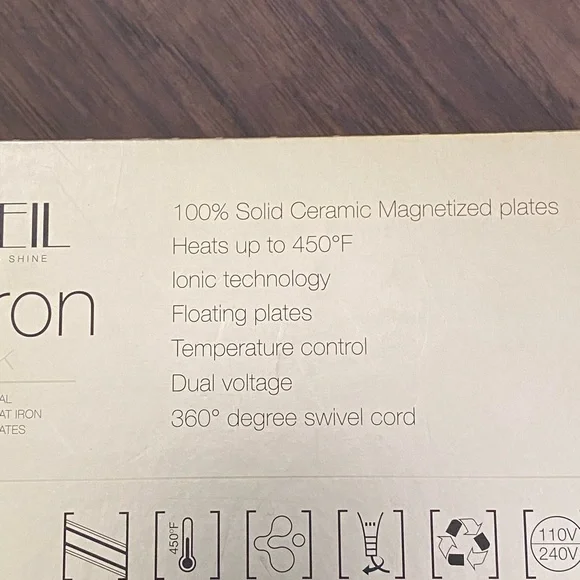 EIL
SHINE
ron
K
AL
AT IRON
ATES
100% Solid Ceramic Magnetized plates
Heats up to 450°F
Ionic technology
Floating plates
Temperature control
Dual voltage
360° degree swivel cord
450°F
110V
240V